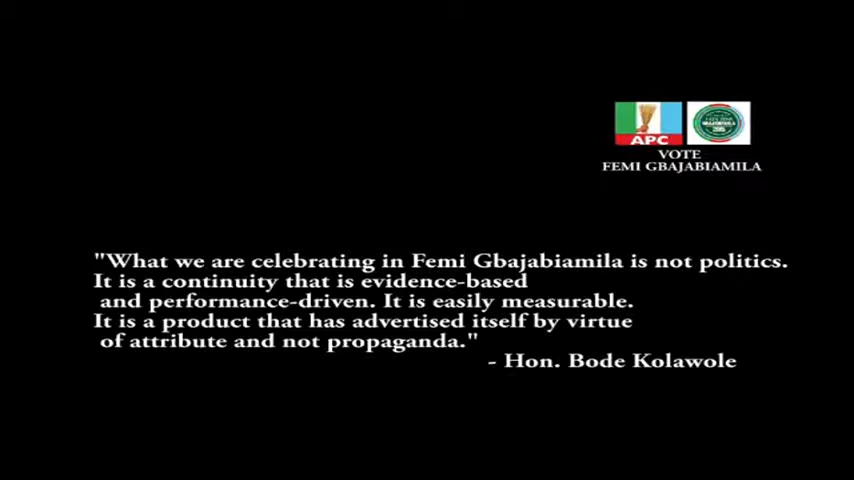 APC
VOTE
FEMI GBAJABIAMILA
"What we are celebrating in Femi Gbajabiamila is not politics.
It is a continuity that is evidence-based
and performance-driven. It is easily measurable.
It is a product that has advertised itself by virtue
of attribute and not propaganda."
- Hon. Bode Kolawole